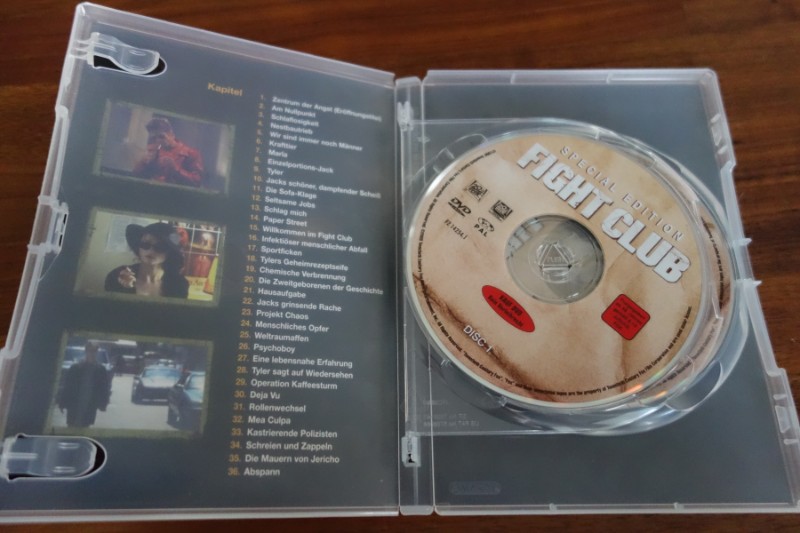 Kapitel
1. Zentrum der Angst (Eröffnungstitel)
2. Am Nullpunkt
3. Schlaflosigkeit
4. Nestbautrieb
5. Wir sind immer noch Männer
6. Krafttier
7. Marla
8. Einzelportions-Jack
9. Tyler
10. Jacks schöner, dampfender Scheiß
11. Die Sofa-Klage
12. Seltsame Jobs
13. Schlag mich
14. Paper Street
15. Willkommen im Fight Club
16. Infektiöser menschlicher Abfall
17. Sportficken
18. Tylers Geheimrezeptseife
19. Chemische Verbrennung
20. Die Zweitgeborenen der Geschichte
21. Hausaufgabe
22. Jacks grinsende Rache
23. Projekt Chaos
24. Menschliches Opfer
25. Weltraumaffen
26. Psychoboy
27. Eine lebensnahe Erfahrung
28. Tyler sagt auf Wiedersehen
29. Operation Kaffeesturm
30. Deja Vu
31. Rollenwechsel
32. Mea Culpa
33. Kastrierende Polizisten
34. Schreien und Zappeln
35. Die Mauern von Jericho
36. Abspann
SPECIAL EDITION
FIGHT CLUB
DVD
PAL
LEIH DVD
DISC 1